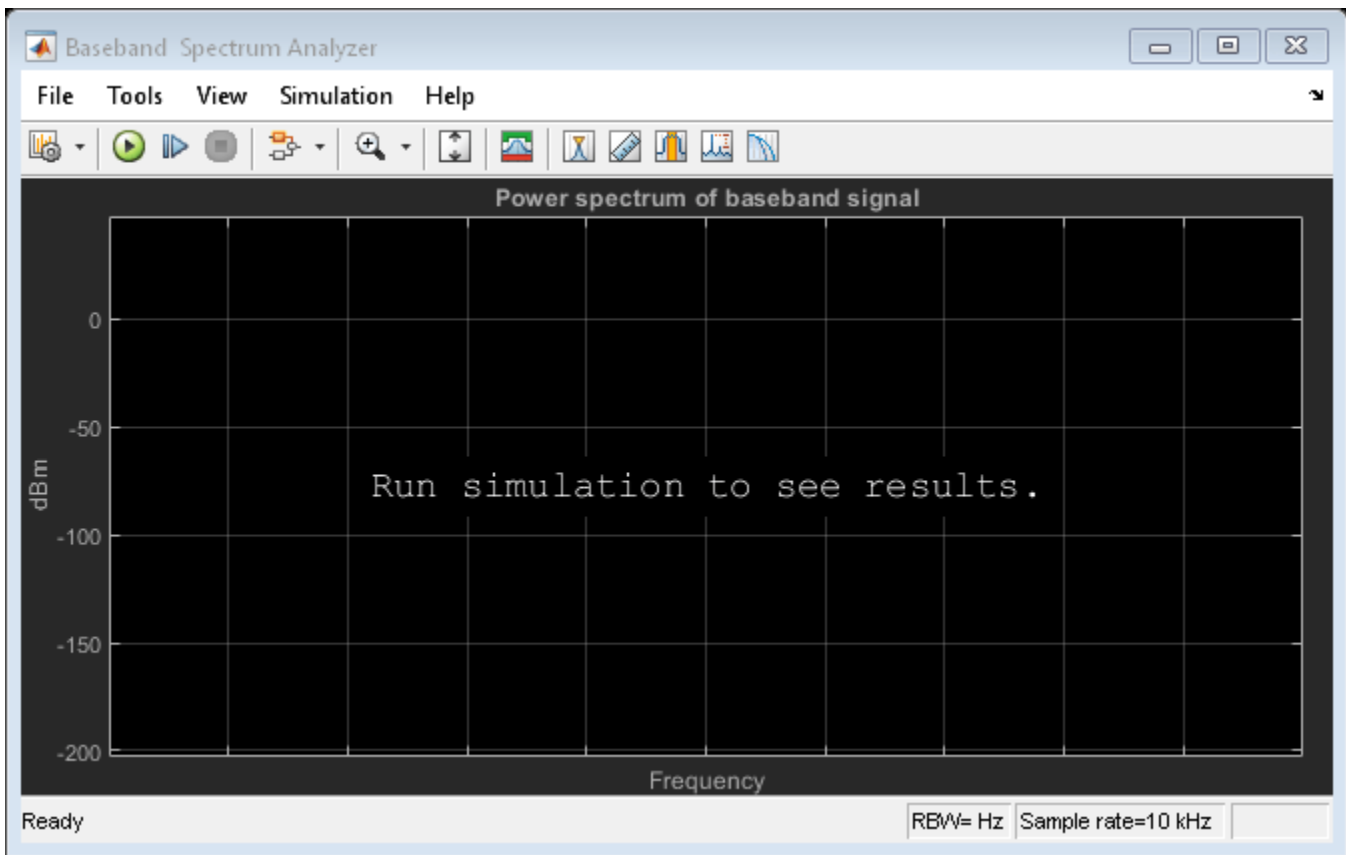 Baseband  Spectrum Analyzer
File Tools View Simulation Help
Power spectrum of baseband signal
0
-50
-100
-150
-200
dBm
Run simulation to see results.
Frequency
Ready
RBW= Hz Sample rate=10 kHz